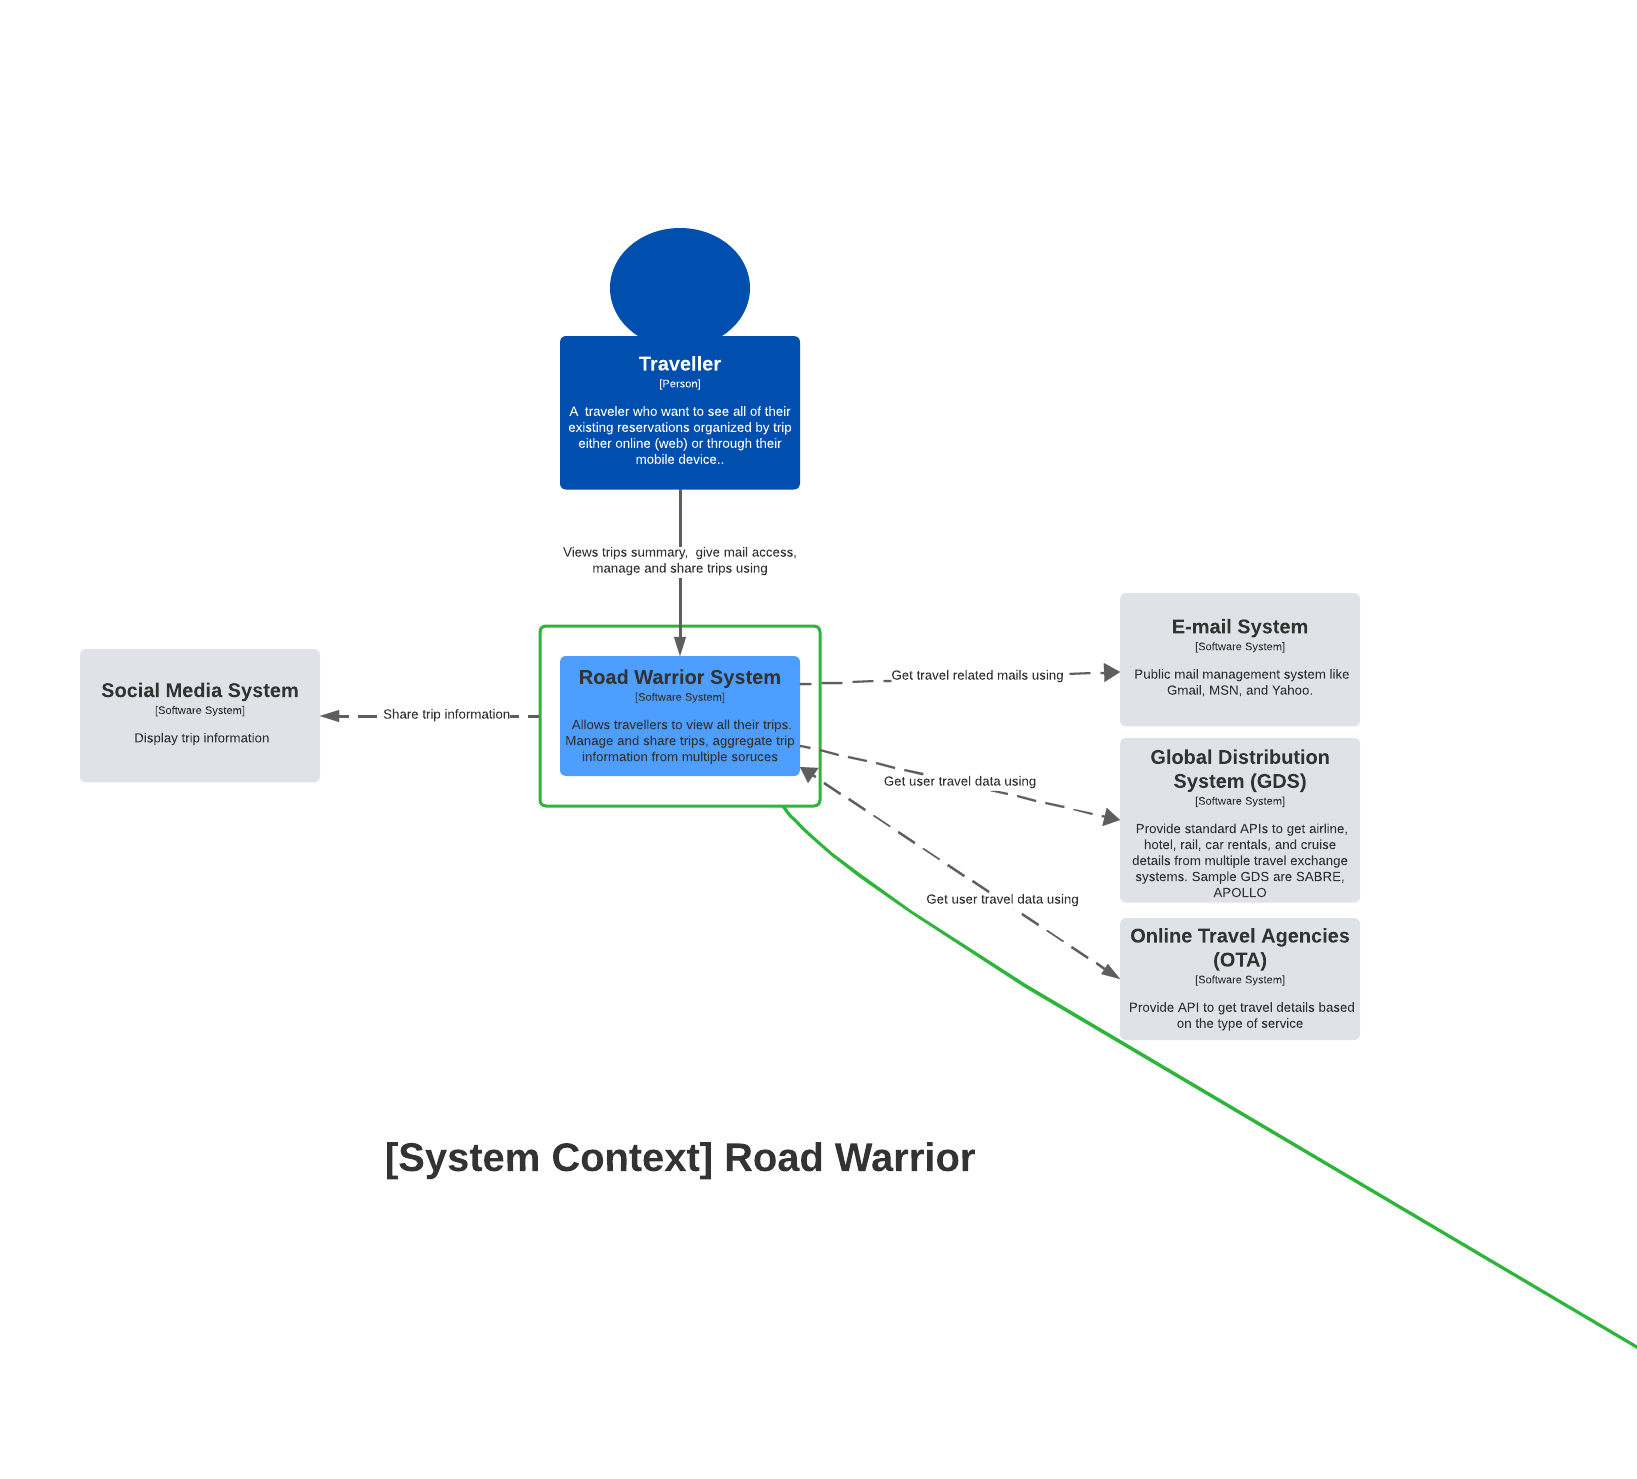 Traveller
[Person]
A traveler who want to see all of their
existing reservations organized by trip
either online (web) or through their
mobile device..
Views trips summary, give mail access,
manage and share trips using
Social Media System
[Software System]
Display trip information
Share trip information
Road Warrior System
[Software System]
Allows travellers to view all their trips.
Manage and share trips, aggregate trip
information from multiple soruces
Get travel related mails using
E-mail System
[Software System]
Public mail management system like
Gmail, MSN, and Yahoo.
Get user travel data using
Global Distribution
System (GDS)
[Software System]
Provide standard APIs to get airline,
hotel, rail, car rentals, and cruise
details from multiple travel exchange
systems. Sample GDS are SABRE,
APOLLO
Get user travel data using
Online Travel Agencies
(OTA)
[Software System]
Provide API to get travel details based
on the type of service
[System Context] Road Warrior